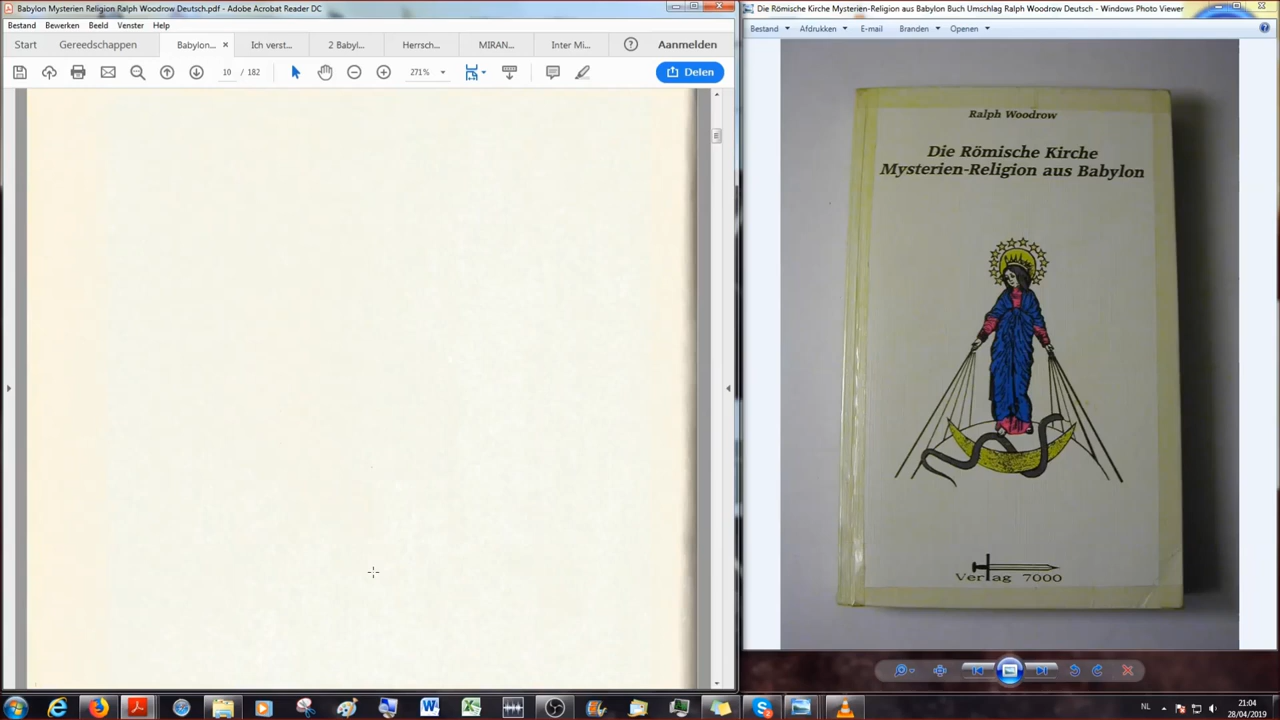 Babylon Mysterien Religion Ralph Woodrow Deutsch.pdf - Adobe Acrobat Reader DC
Bestand Bewerken Beeld Venster Help
Start Gereedschappen Babylon... Ich verst... 2 Babyl... Herrsch... MIRAN... Inter Mi... Aanmelden
10 / 182 271% Delen
Die Römische Kirche Mysterien-Religion aus Babylon Buch Umschlag Ralph Woodrow Deutsch - Windows Photo Viewer
Bestand Afdrukken E-mail Branden Openen
Ralph Woodrow
Die Römische Kirche
Mysterien-Religion aus Babylon
Verlag 7000
NL 21:04
28/04/2019